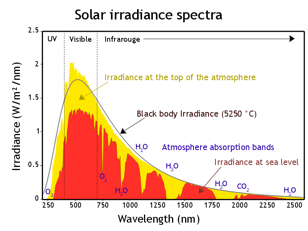 Solar irradiance spectra
UV Visible Infrarouge
Irradiance at the top of the atmosphere
Black body Irradiance (5250 °C)
Atmosphere absorption bands
Irradiance at sea level
H₂O
H₂O
O₂
H₂O
O₃
H₂O
CO₂
H₂O
Irradiance (W/m²/nm)
2.5
2
1.5
1
0.5
0
250 500 750 1000 1250 1500 1750 2000 2250 2500
Wavelength (nm)